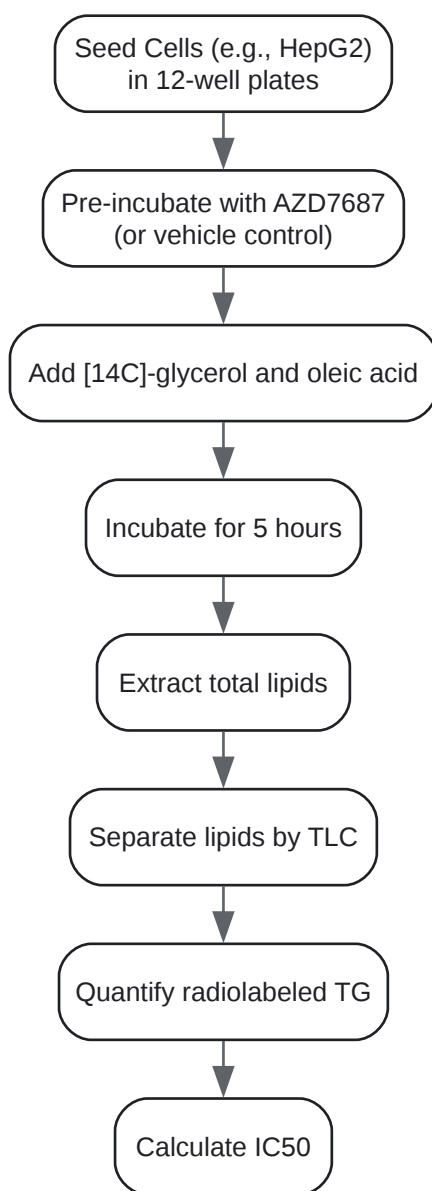 Seed Cells (e.g., HepG2)
in 12-well plates
Pre-incubate with AZD7687
(or vehicle control)
Add [14C]-glycerol and oleic acid
Incubate for 5 hours
Extract total lipids
Separate lipids by TLC
Quantify radiolabeled TG
Calculate IC50